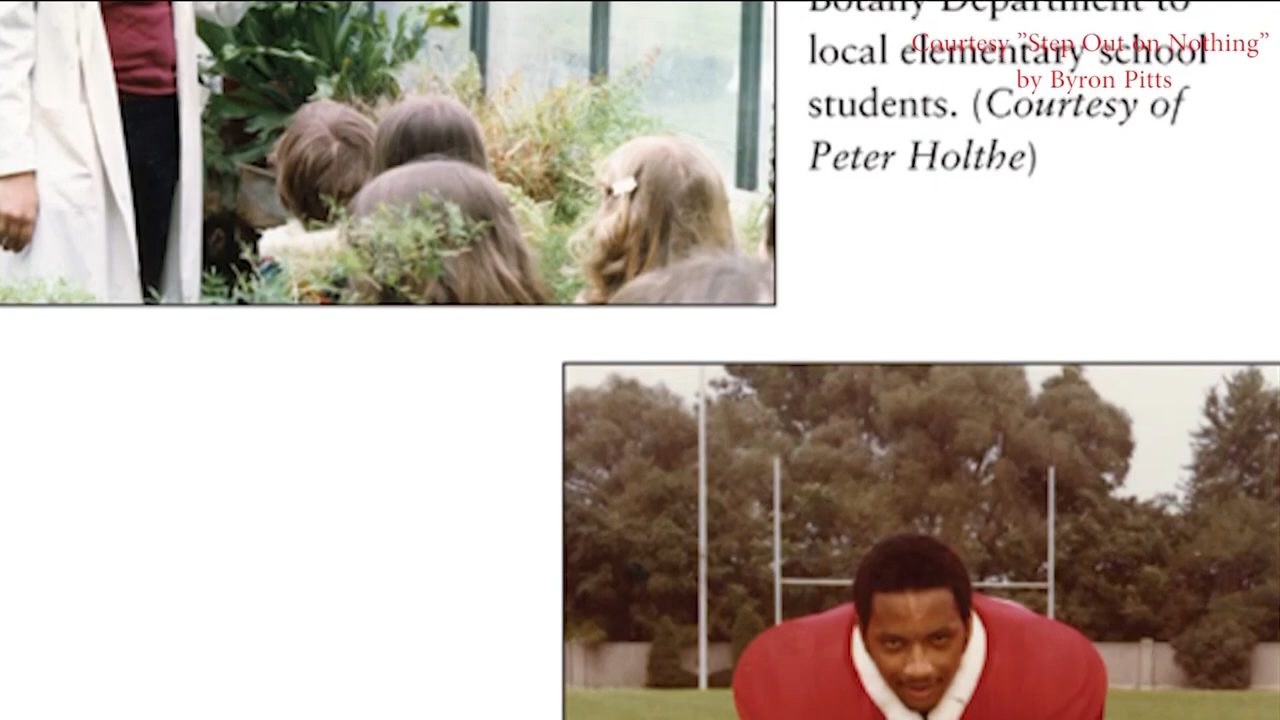 Botany Department to
local elementary school
students. (Courtesy of
Peter Holthe)
Courtesy "Step Out on Nothing"
by Byron Pitts